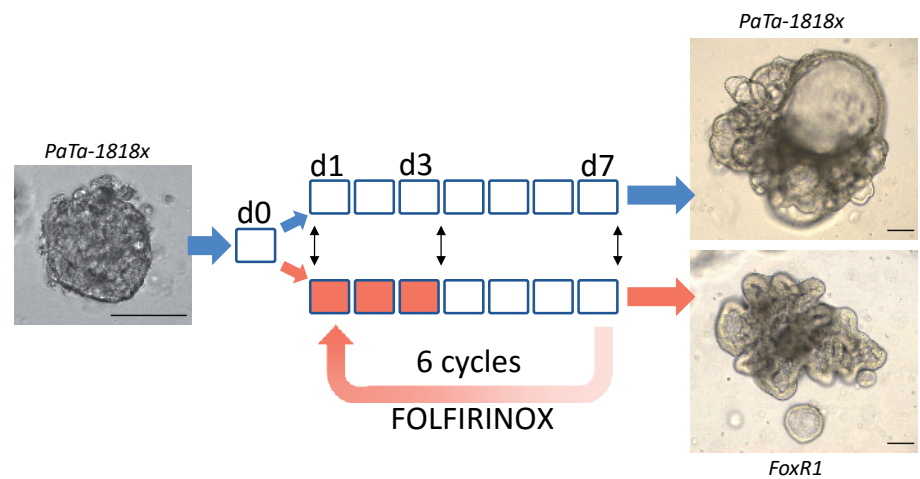 PaTa-1818x
PaTa-1818x
d0
d1 d3 d7
6 cycles
FOLFIRINOX
FoxR1